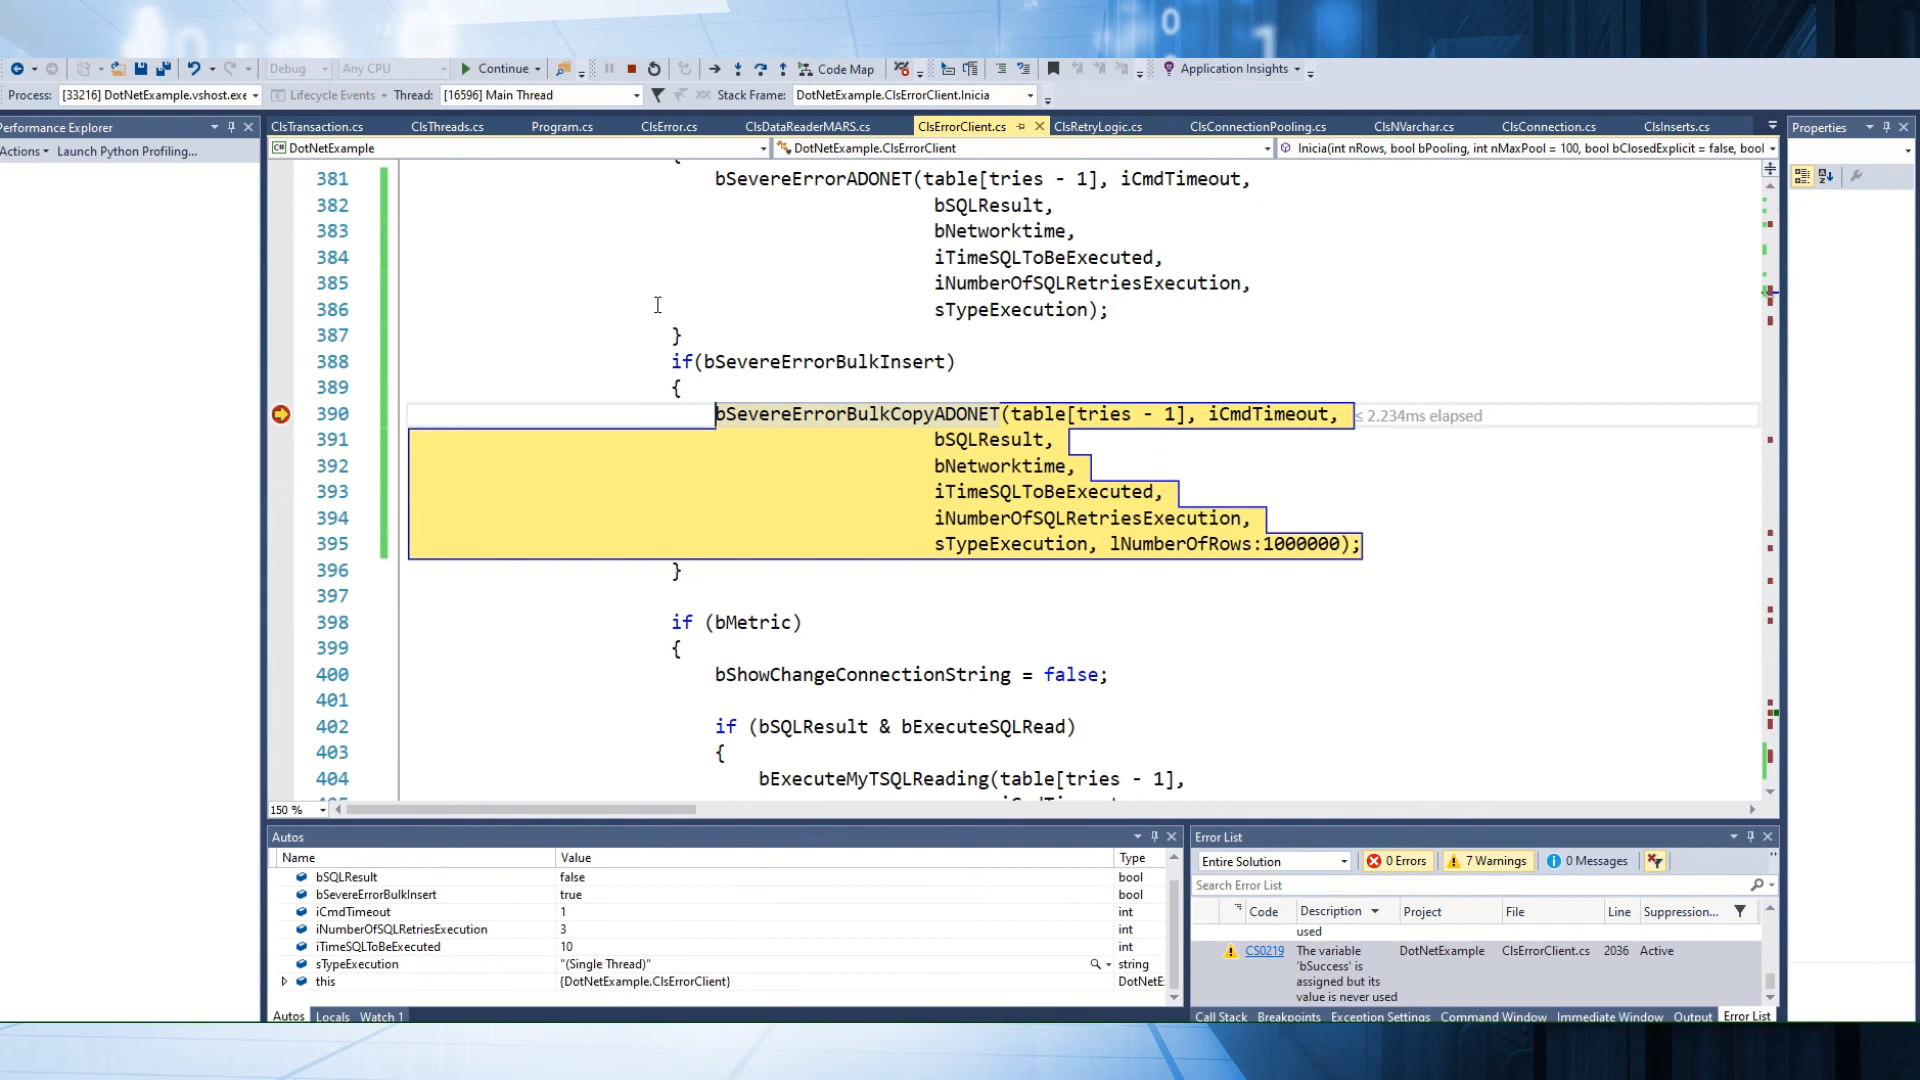 0
1
Debug
Any CPU
Continue
Code Map
Application Insights
Process: [33216] DotNetExample.vshost.exe
Lifecycle Events
Thread: [16596] Main Thread
Stack Frame: DotNetExample.ClsErrorClient.Inicia
Performance Explorer
ClsTransaction.cs
ClsThreads.cs
Program.cs
ClsError.cs
ClsDataReaderMARS.cs
ClsErrorClient.cs
ClsRetryLogic.cs
ClsConnectionPooling.cs
ClsNVarchar.cs
ClsConnection.cs
ClsInserts.cs
Properties
Actions
Launch Python Profiling...
DotNetExample
DotNetExample.ClsErrorClient
Inicia(int nRows, bool bPooling, int nMaxPool = 100, bool bClosedExplicit = false, bool
{
381 bSevereErrorADONET(table[tries - 1], iCmdTimeout,
382 bSQLResult,
383 bNetworktime,
384 iTimeSQLToBeExecuted,
385 iNumberOfSQLRetriesExecution,
386 sTypeExecution);
387 }
388 if(bSevereErrorBulkInsert)
389 {
390 bSevereErrorBulkCopyADONET(table[tries - 1], iCmdTimeout, ≤ 2.234ms elapsed
391 bSQLResult,
392 bNetworktime,
393 iTimeSQLToBeExecuted,
394 iNumberOfSQLRetriesExecution,
395 sTypeExecution, lNumberOfRows:1000000);
396 }
397
398 if (bMetric)
399 {
400 bShowChangeConnectionString = false;
401
402 if (bSQLResult & bExecuteSQLRead)
403 {
404 bExecuteMyTSQLReading(table[tries - 1],
150 %
Autos
Name Value Type
bSQLResult false bool
bSevereErrorBulkInsert true bool
iCmdTimeout 1 int
iNumberOfSQLRetriesExecution 3 int
iTimeSQLToBeExecuted 10 int
sTypeExecution "(Single Thread)" string
this {DotNetExample.ClsErrorClient} DotNetE
Autos Locals Watch 1
Error List
Entire Solution
0 Errors
7 Warnings
0 Messages
Search Error List
Code Description Project File Line Suppression...
used
CS0219 The variable DotNetExample ClsErrorClient.cs 2036 Active
'bSuccess' is
assigned but its
value is never used
Call Stack Breakpoints Exception Settings Command Window Immediate Window Output Error List